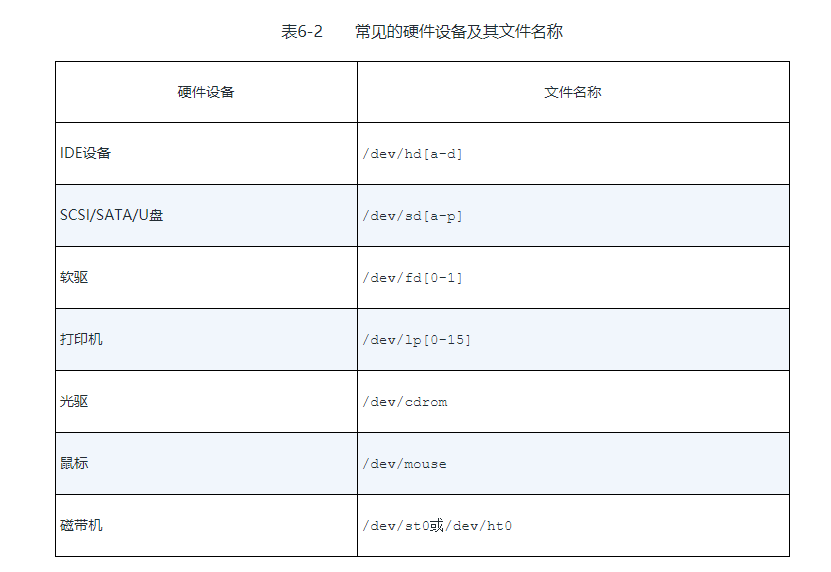 表6-2 常见的硬件设备及其文件名称
硬件设备 文件名称
IDE设备 /dev/hd[a-d]
SCSI/SATA/U盘 /dev/sd[a-p]
软驱 /dev/fd[0-1]
打印机 /dev/lp[0-15]
光驱 /dev/cdrom
鼠标 /dev/mouse
磁带机 /dev/st0或/dev/ht0